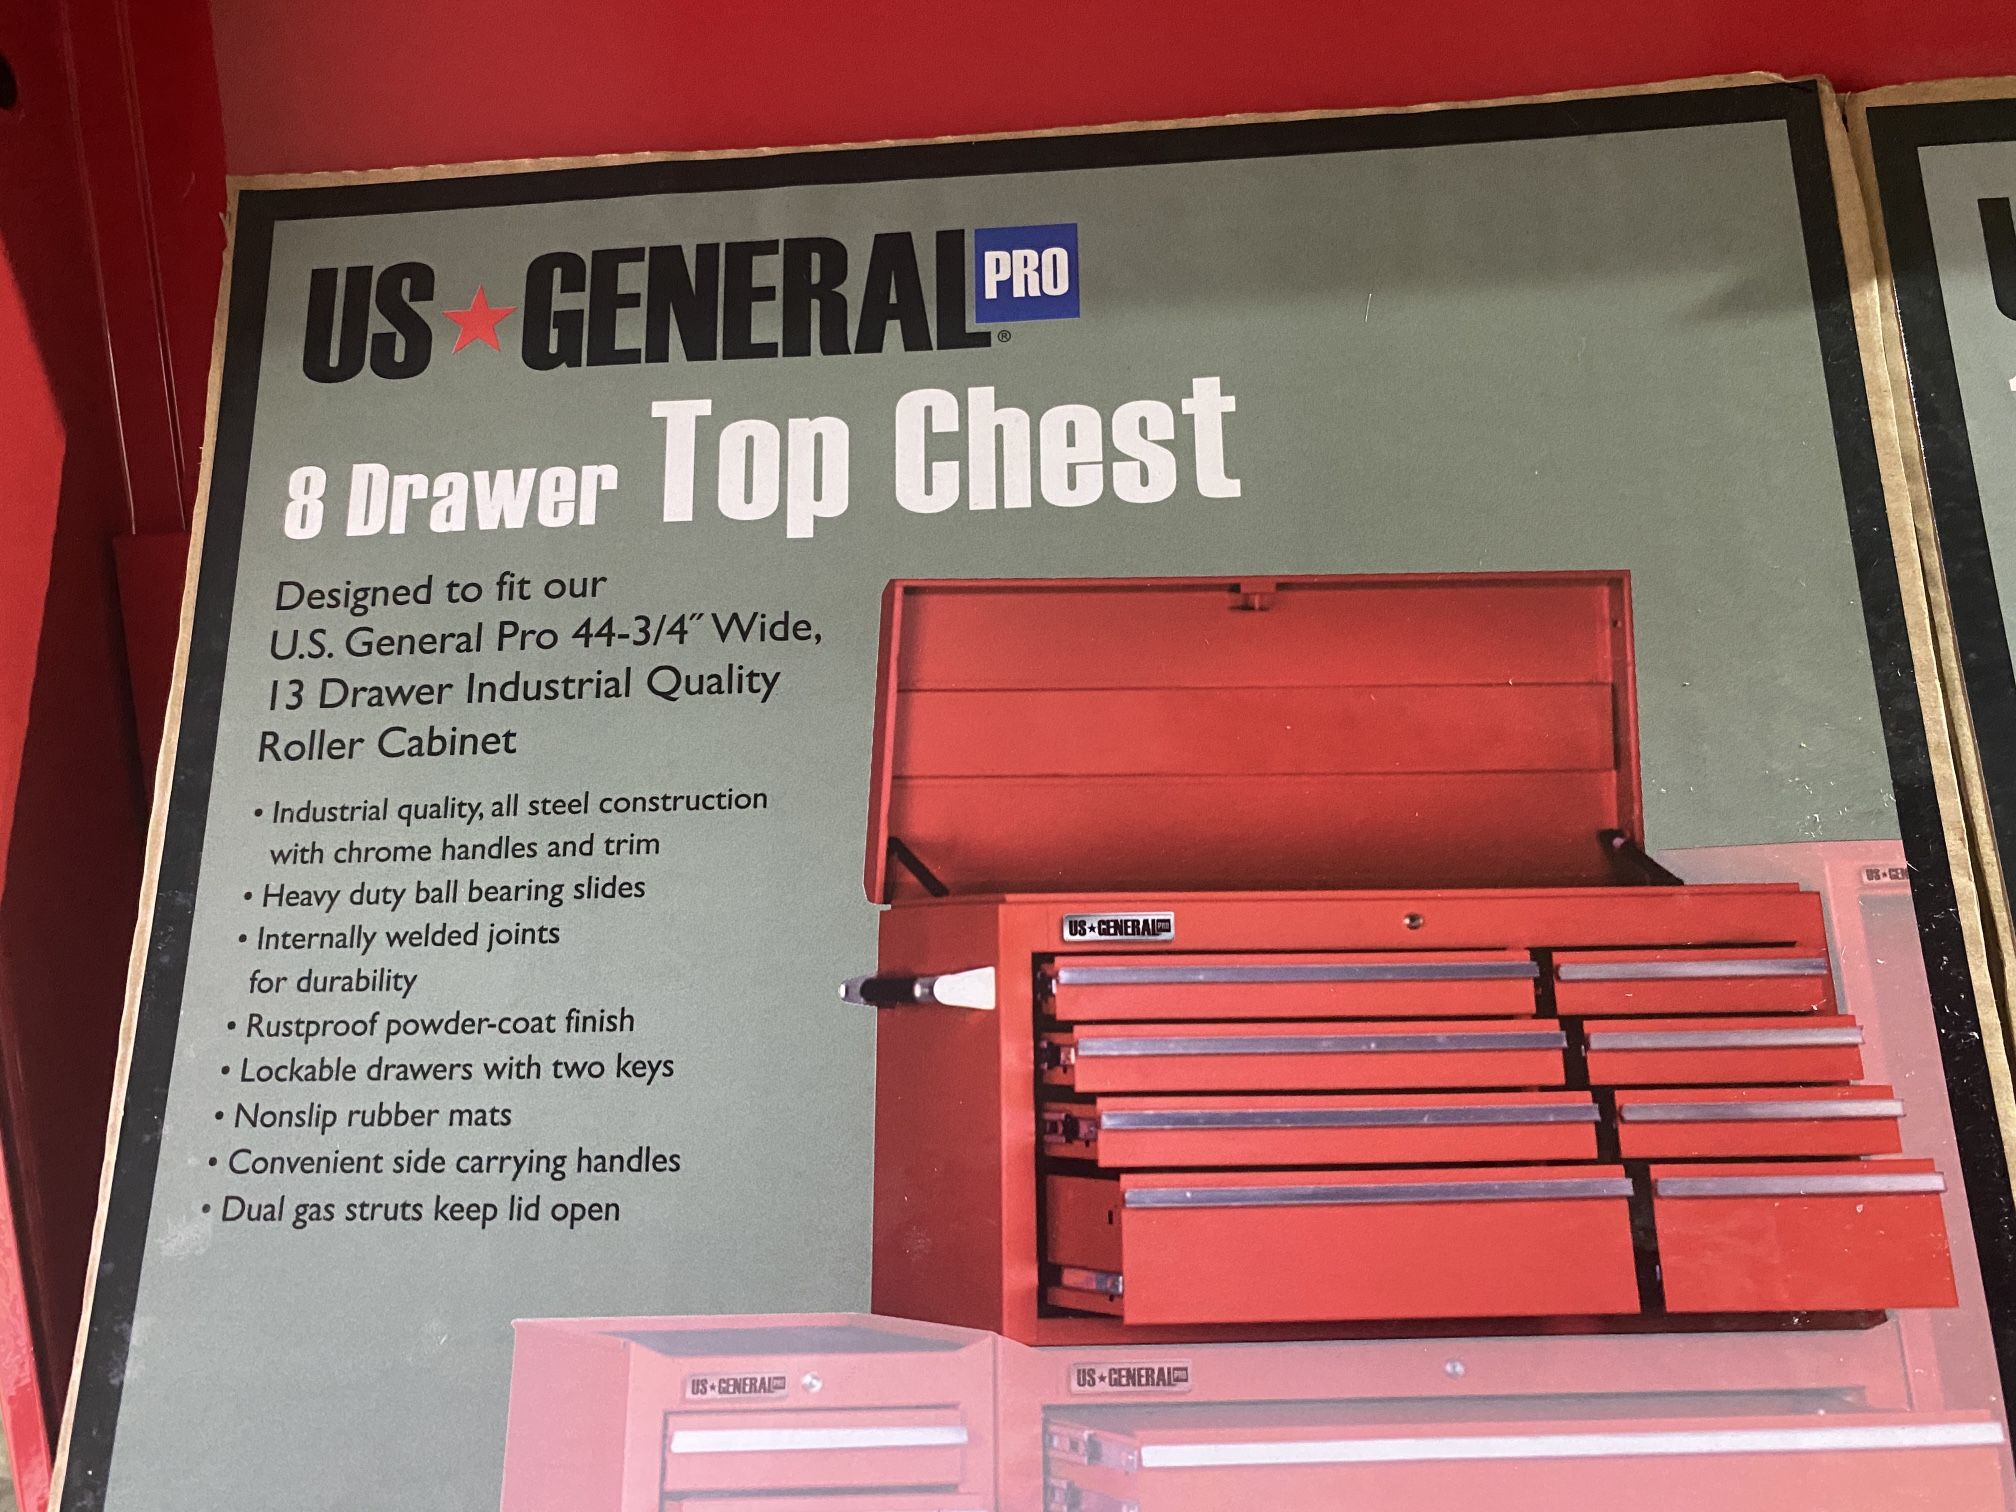 US★GENERAL PRO®
8 Drawer Top Chest
Designed to fit our
U.S. General Pro 44-3/4″ Wide,
13 Drawer Industrial Quality
Roller Cabinet
• Industrial quality, all steel construction
with chrome handles and trim
• Heavy duty ball bearing slides
• Internally welded joints
for durability
• Rustproof powder-coat finish
• Lockable drawers with two keys
• Nonslip rubber mats
• Convenient side carrying handles
• Dual gas struts keep lid open
US★GEN
US★GENERAL PRO
US★GENERAL PRO
US★GENERAL PRO